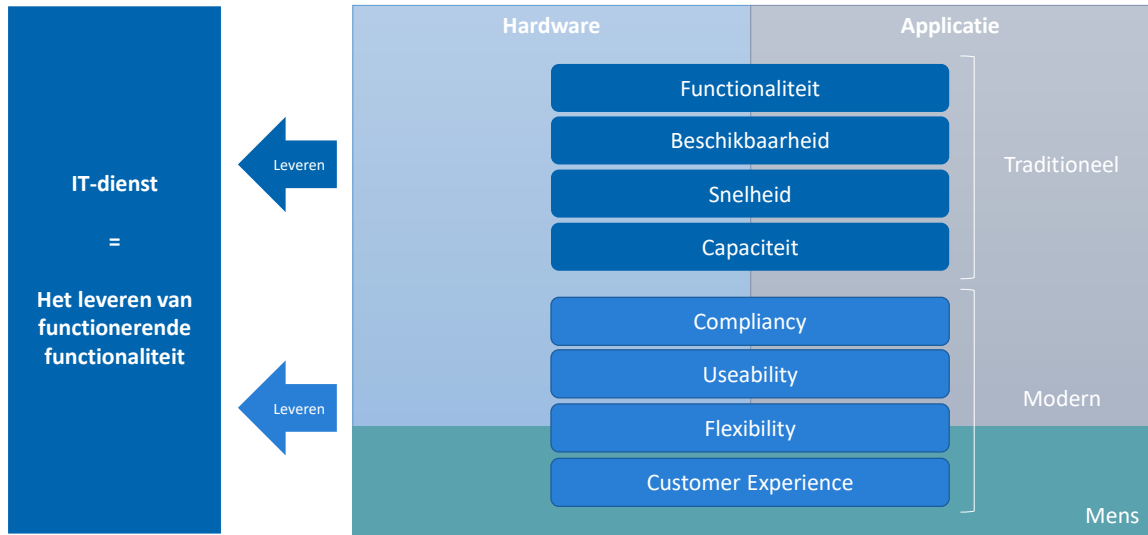 IT-dienst
=
Het leveren van
functionerende
functionaliteit
Leveren
Leveren
Hardware
Applicatie
Functionaliteit
Beschikbaarheid
Snelheid
Capaciteit
Traditioneel
Compliancy
Useability
Flexibility
Customer Experience
Modern
Mens